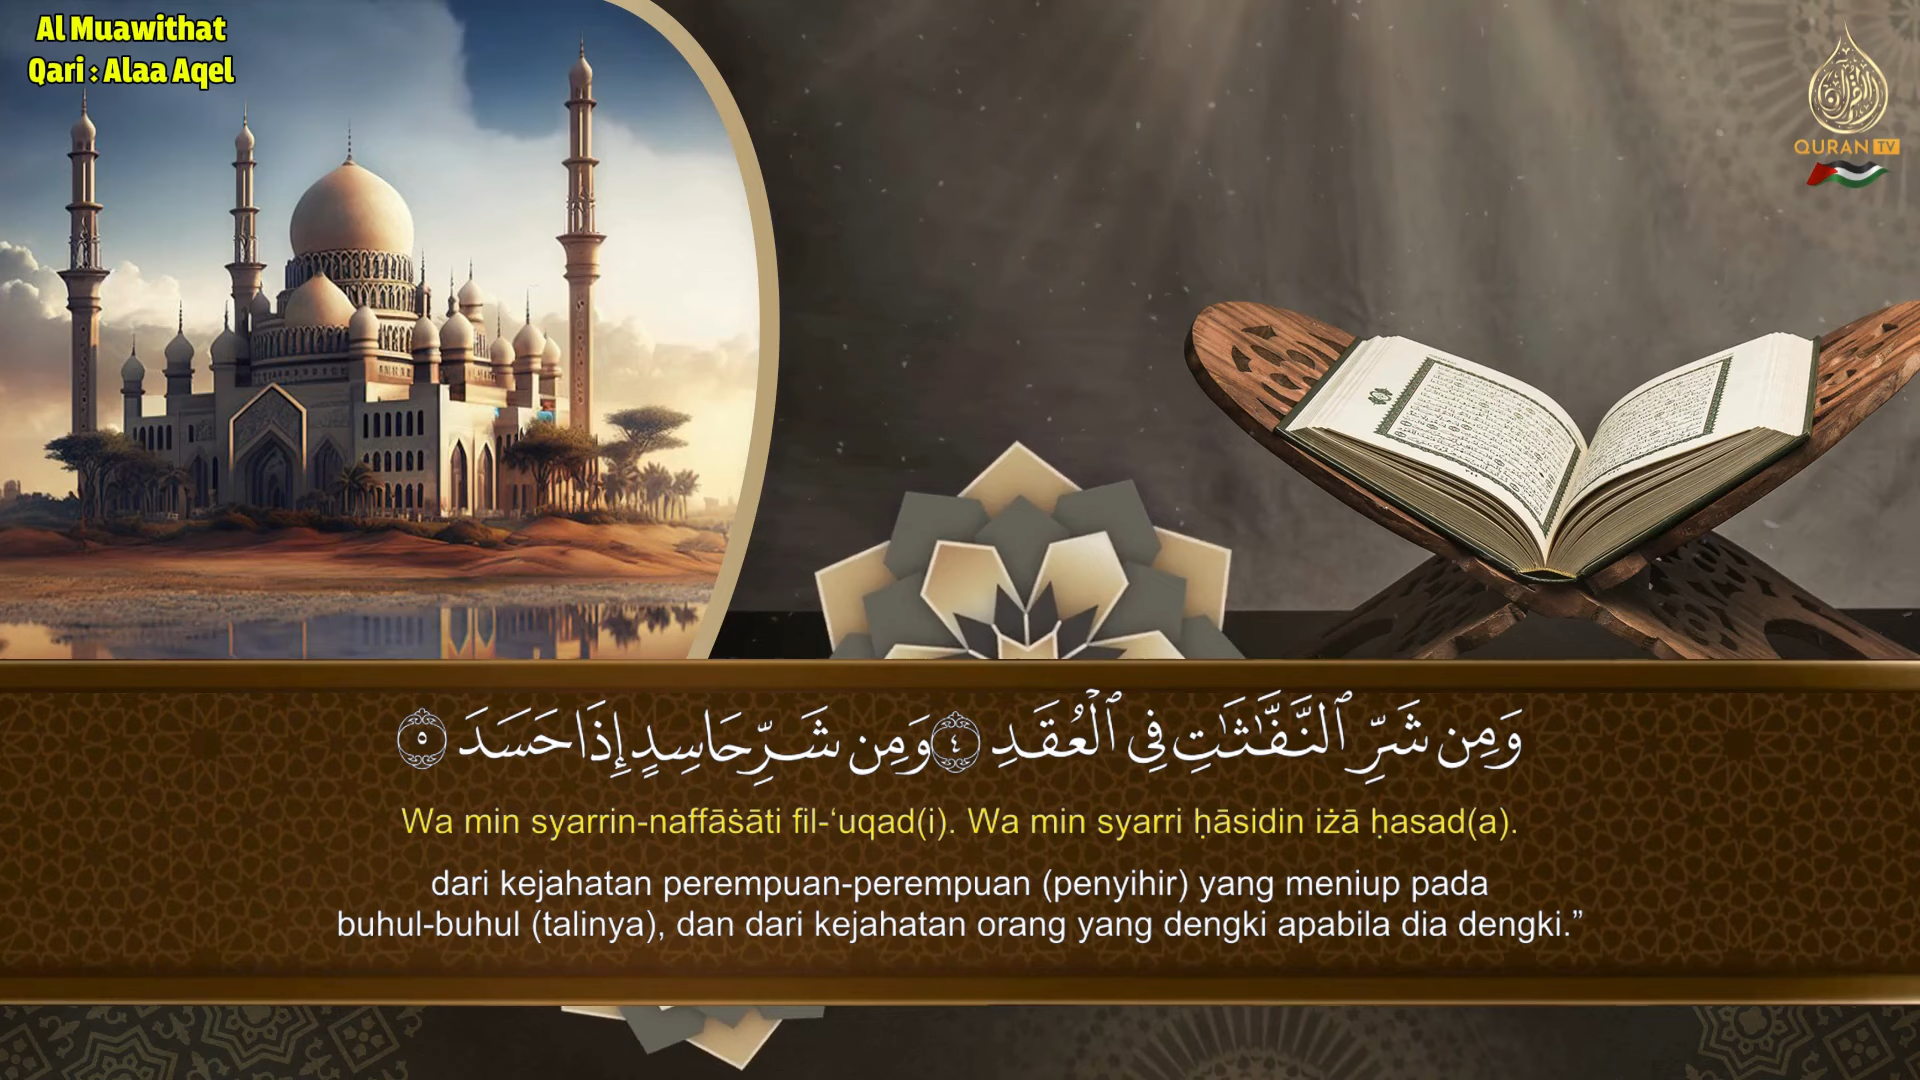 Al Muawithat
Qari : Alaa Aqel
القرآن
QURAN TV
وَمِن شَرِّ ٱلنَّفَّـٰثَـٰتِ فِى ٱلْعُقَدِ ٤ وَمِن شَرِّ حَاسِدٍ إِذَا حَسَدَ ٥
Wa min syarrin-naffāṡāti fil-‘uqad(i). Wa min syarri ḥāsidin iżā ḥasad(a).
dari kejahatan perempuan-perempuan (penyihir) yang meniup pada
buhul-buhul (talinya), dan dari kejahatan orang yang dengki apabila dia dengki.”